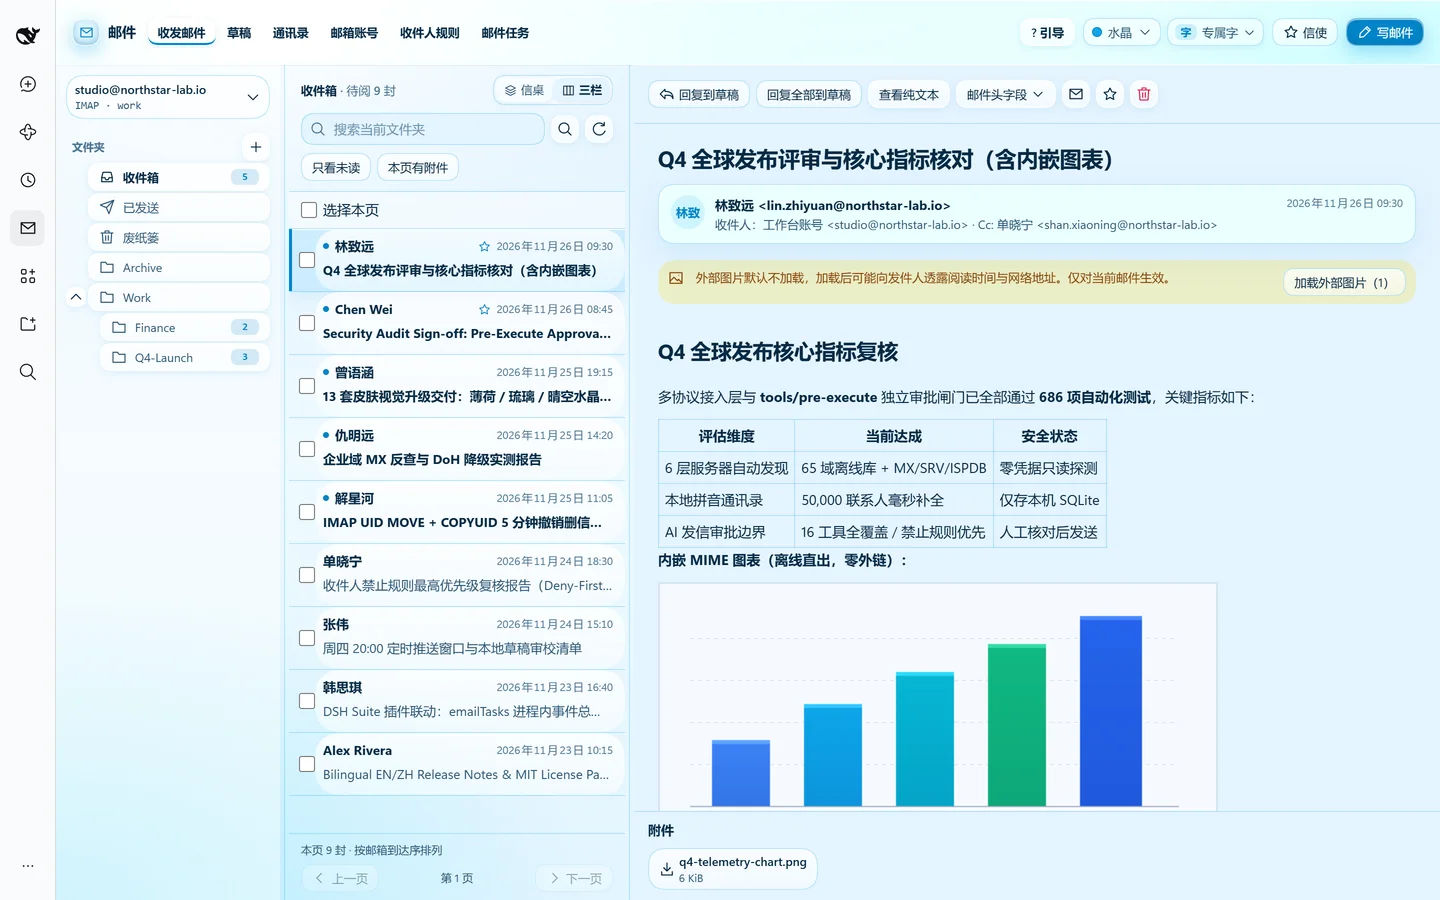 邮件
收发邮件
草稿
通讯录
邮箱账号
收件人规则
邮件任务
? 引导
水晶
字 专属字
信使
写邮件
studio@northstar-lab.io
IMAP · work
文件夹
收件箱 5
已发送
废纸篓
Archive
Work
Finance 2
Q4-Launch 3
收件箱 · 待阅 9 封
信桌
三栏
搜索当前文件夹
只看未读
本页有附件
选择本页
林致远 2026年11月26日 09:30
Q4 全球发布评审与核心指标核对（含内嵌图表）
Chen Wei 2026年11月26日 08:45
Security Audit Sign-off: Pre-Execute Approva...
曾语涵 2026年11月25日 19:15
13 套皮肤视觉升级交付：薄荷 / 琉璃 / 晴空水晶...
仇明远 2026年11月25日 14:20
企业域 MX 反查与 DoH 降级实测报告
解星河 2026年11月25日 11:05
IMAP UID MOVE + COPYUID 5 分钟撤销删信...
单晓宁 2026年11月24日 18:30
收件人禁止规则最高优先级复核报告（Deny-First...
张伟 2026年11月24日 15:10
周四 20:00 定时推送窗口与本地草稿审校清单
韩思琪 2026年11月23日 16:40
DSH Suite 插件联动：emailTasks 进程内事件总...
Alex Rivera 2026年11月23日 10:15
Bilingual EN/ZH Release Notes & MIT License Pa...
本页 9 封 · 按邮箱到达序排列
上一页
第 1 页
下一页
回复到草稿
回复全部到草稿
查看纯文本
邮件头字段
Q4 全球发布评审与核心指标核对（含内嵌图表）
林致
林致远 <lin.zhiyuan@northstar-lab.io> 2026年11月26日 09:30
收件人：工作台账号 <studio@northstar-lab.io> · Cc: 单晓宁 <shan.xiaoning@northstar-lab.io>
外部图片默认不加载，加载后可能向发件人透露阅读时间与网络地址。仅对当前邮件生效。
加载外部图片（1）
Q4 全球发布核心指标复核
多协议接入层与 tools/pre-execute 独立审批闸门已全部通过 686 项自动化测试，关键指标如下：
评估维度 当前达成 安全状态
6 层服务器自动发现 65 域离线库 + MX/SRV/ISPDB 零凭据只读探测
本地拼音通讯录 50,000 联系人毫秒补全 仅存本机 SQLite
AI 发信审批边界 16 工具全覆盖 / 禁止规则优先 人工核对后发送
内嵌 MIME 图表（离线直出，零外链）：
附件
q4-telemetry-chart.png
6 KiB